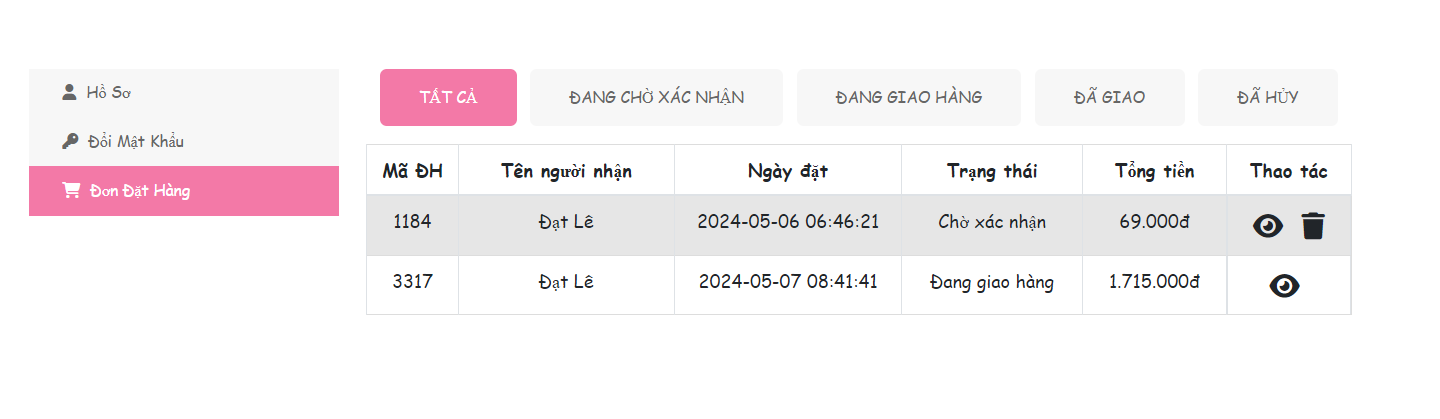 Hồ Sơ
Đổi Mật Khẩu
Đơn Đặt Hàng
TẤT CẢ ĐANG CHỜ XÁC NHẬN ĐANG GIAO HÀNG ĐÃ GIAO ĐÃ HỦY
Mã ĐH Tên người nhận Ngày đặt Trạng thái Tổng tiền Thao tác
1184 Đạt Lê 2024-05-06 06:46:21 Chờ xác nhận 69.000đ
3317 Đạt Lê 2024-05-07 08:41:41 Đang giao hàng 1.715.000đ